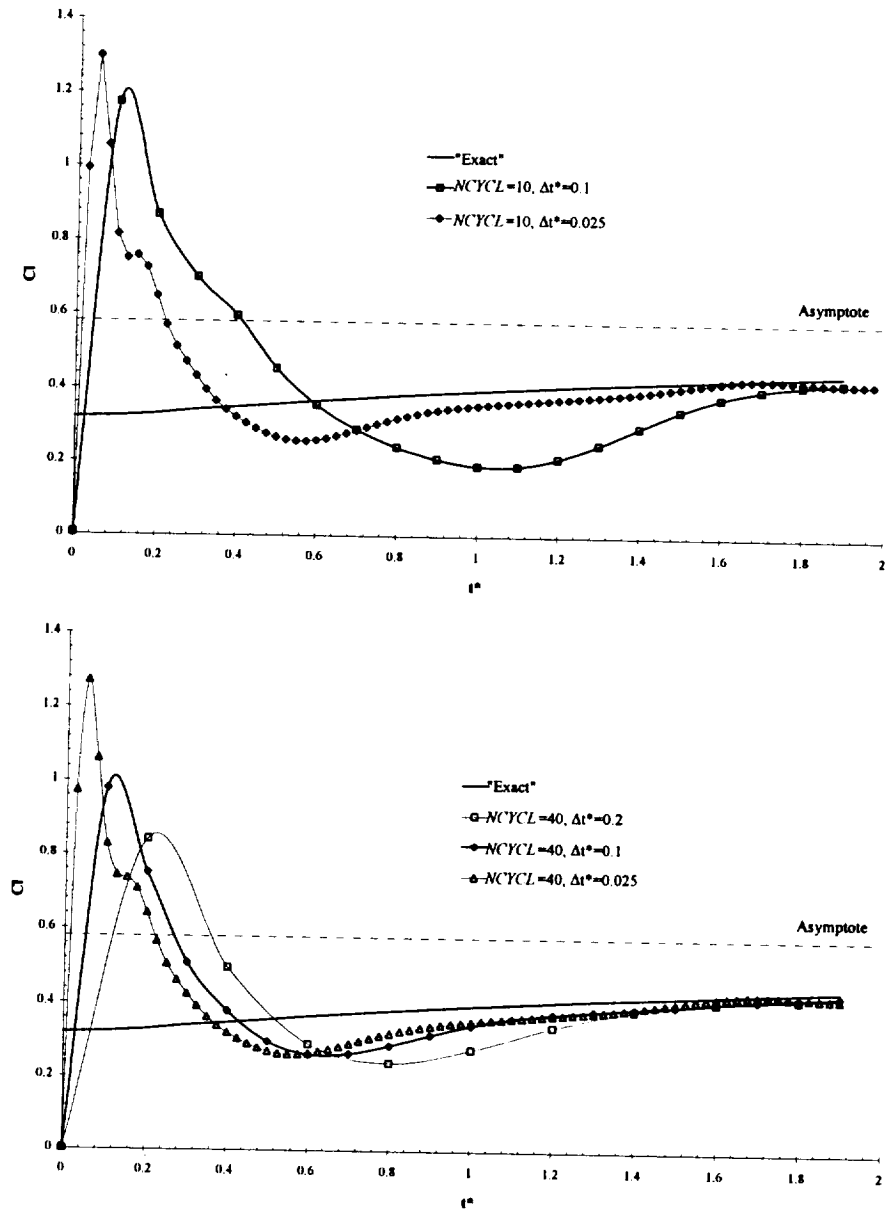 1.4
1.2
1
0.8
0.6
0.4
0.2
0
Cl
"Exact"
NCYCL=10, Δt*=0.1
NCYCL=10, Δt*=0.025
Asymptote
0 0.2 0.4 0.6 0.8 1 1.2 1.4 1.6 1.8 2
t*
1.4
1.2
1
0.8
0.6
0.4
0.2
0
Cl
"Exact"
NCYCL=40, Δt*=0.2
NCYCL=40, Δt*=0.1
NCYCL=40, Δt*=0.025
Asymptote
0 0.2 0.4 0.6 0.8 1 1.2 1.4 1.6 1.8 2
t*